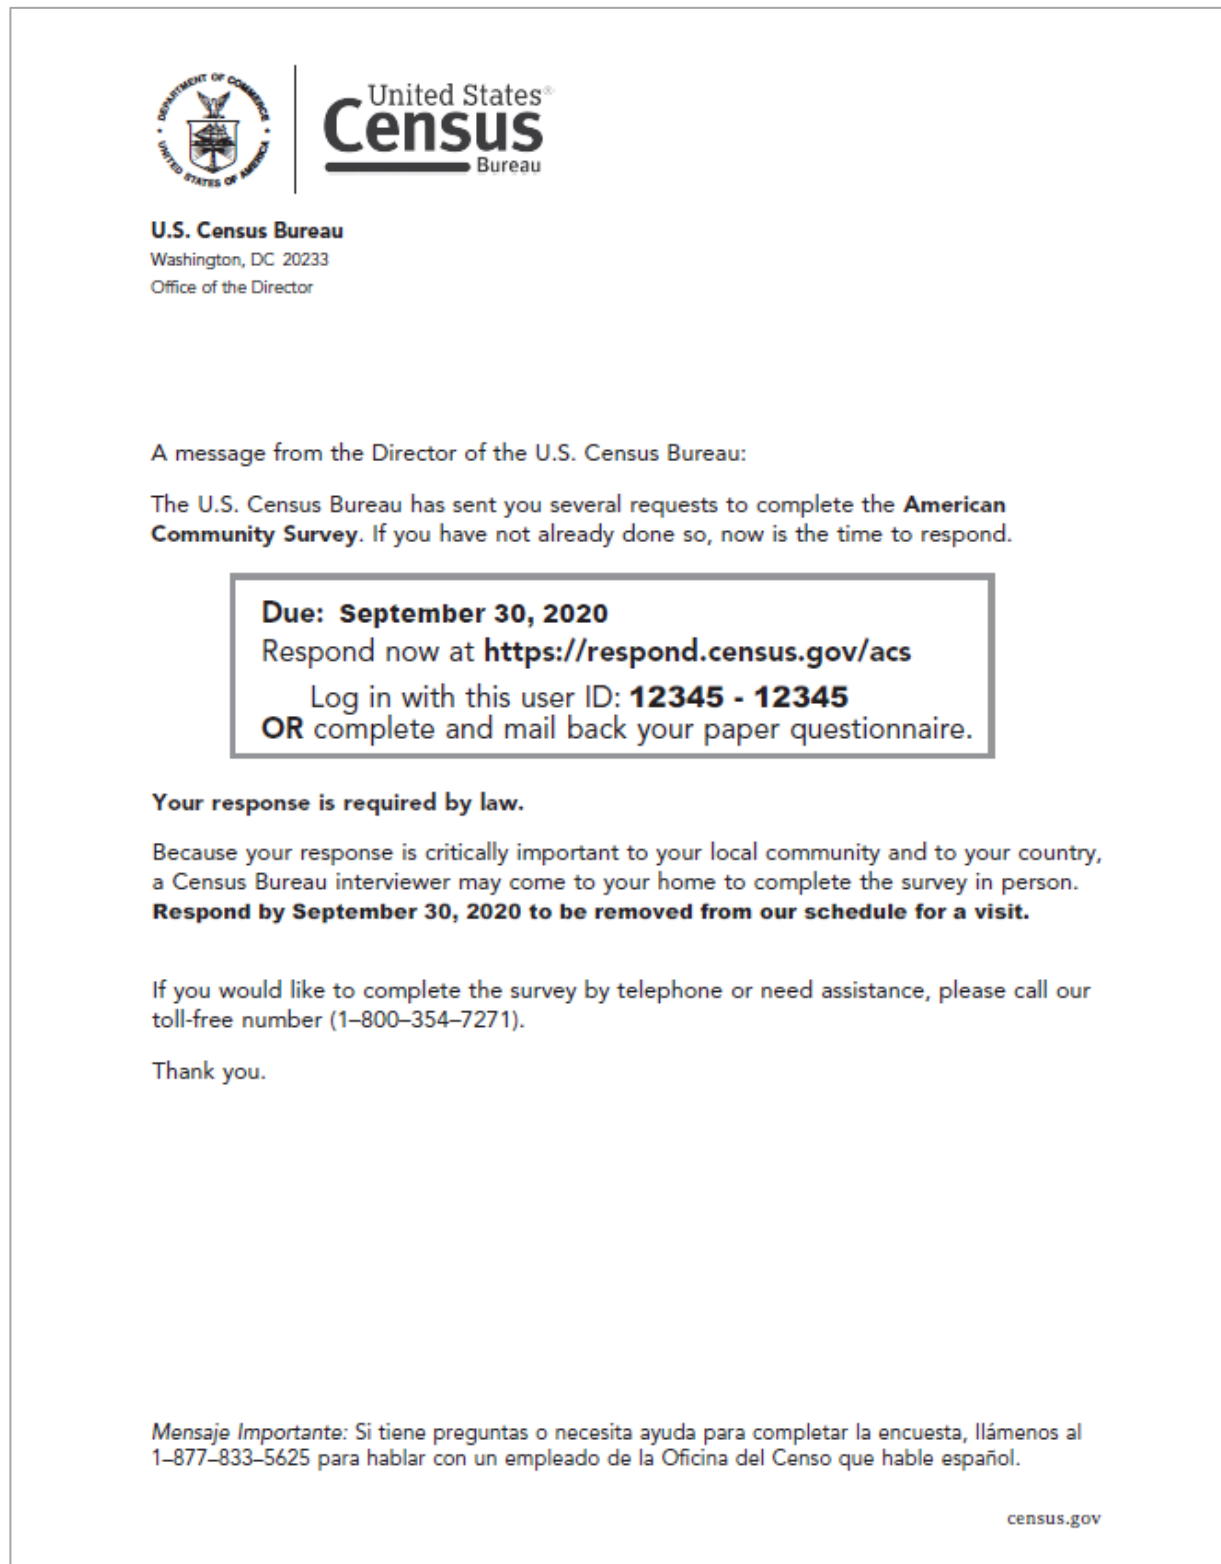 DEPARTMENT OF COMMERCE
UNITED STATES OF AMERICA
United States®
Census
Bureau
U.S. Census Bureau
Washington, DC 20233
Office of the Director
A message from the Director of the U.S. Census Bureau:
The U.S. Census Bureau has sent you several requests to complete the American
Community Survey. If you have not already done so, now is the time to respond.
Due: September 30, 2020
Respond now at https://respond.census.gov/acs
Log in with this user ID: 12345 - 12345
OR complete and mail back your paper questionnaire.
Your response is required by law.
Because your response is critically important to your local community and to your country,
a Census Bureau interviewer may come to your home to complete the survey in person.
Respond by September 30, 2020 to be removed from our schedule for a visit.
If you would like to complete the survey by telephone or need assistance, please call our
toll-free number (1–800–354–7271).
Thank you.
Mensaje Importante: Si tiene preguntas o necesita ayuda para completar la encuesta, llámenos al
1–877–833–5625 para hablar con un empleado de la Oficina del Censo que hable español.
census.gov